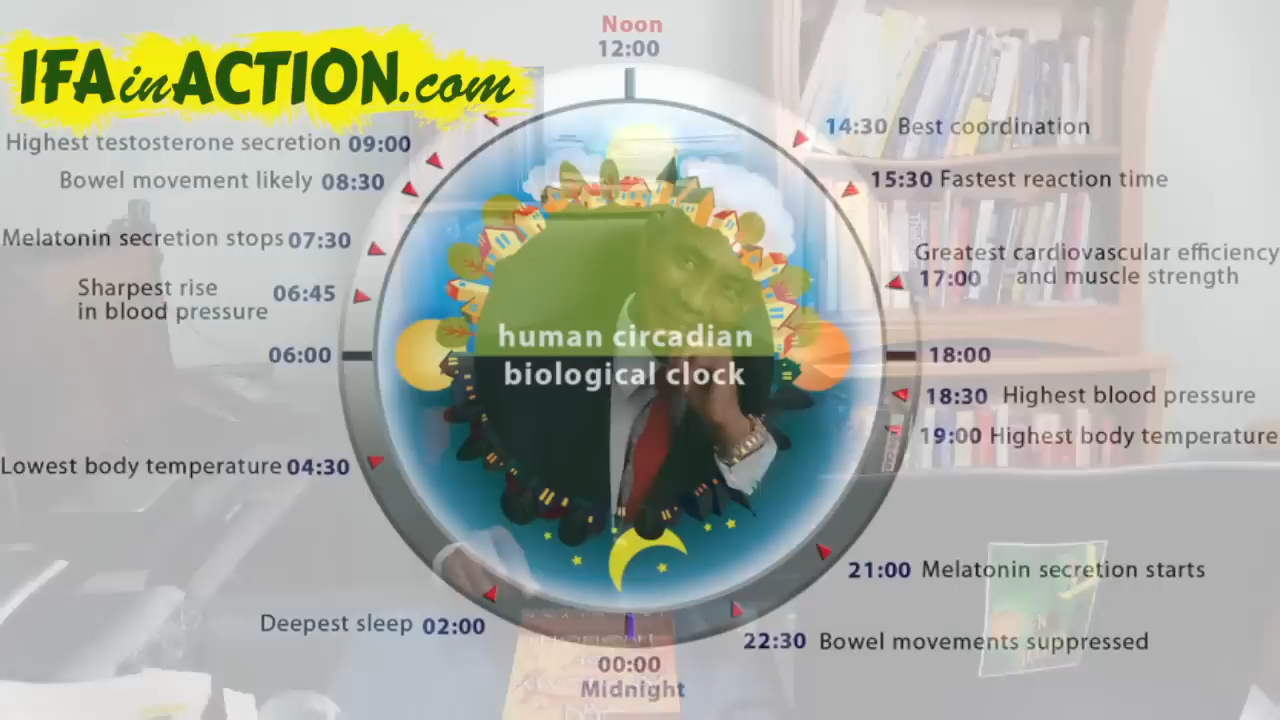 IFAinACTION.com
Noon
12:00
Highest testosterone secretion 09:00
Bowel movement likely 08:30
Melatonin secretion stops 07:30
Sharpest rise
in blood pressure
06:45
06:00
Lowest body temperature 04:30
Deepest sleep 02:00
14:30 Best coordination
15:30 Fastest reaction time
Greatest cardiovascular efficiency
17:00 and muscle strength
18:00
18:30 Highest blood pressure
19:00 Highest body temperature
21:00 Melatonin secretion starts
22:30 Bowel movements suppressed
human circadian
biological clock
00:00
Midnight